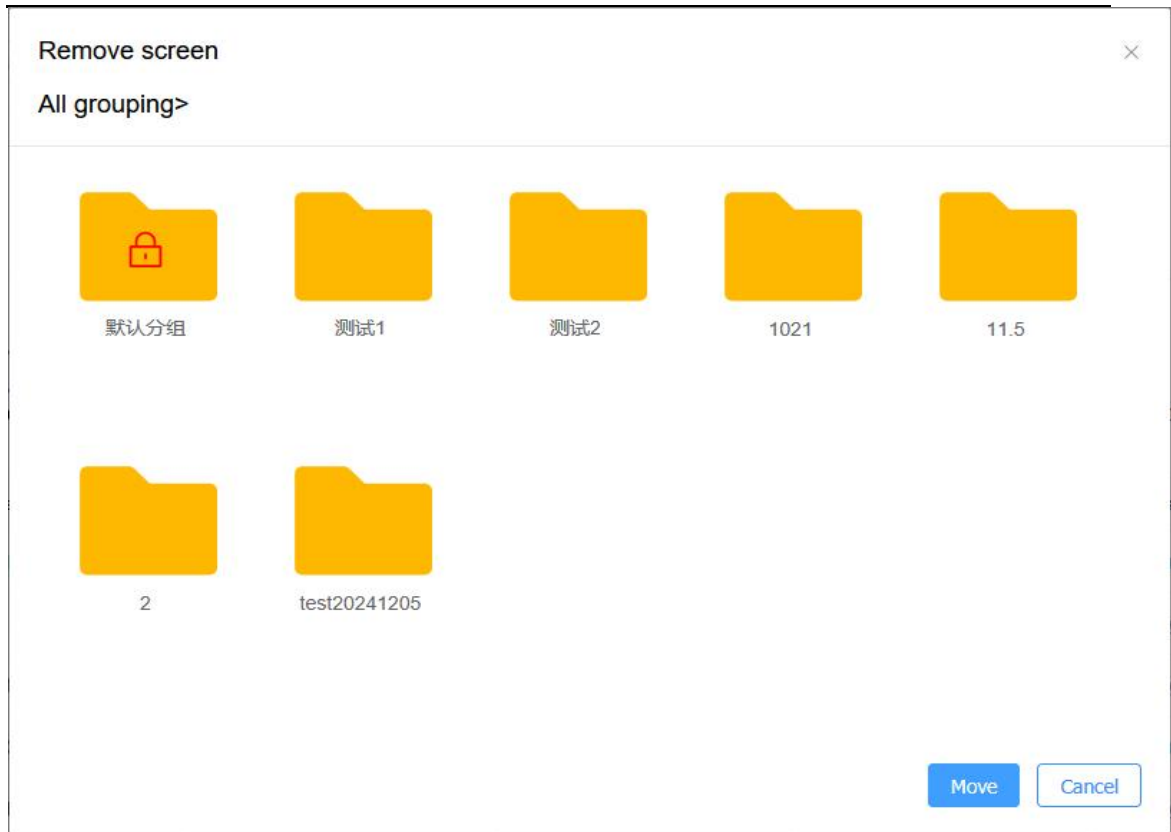 Remove screen
All grouping>
默认分组
测试1
测试2
1021
11.5
2
test20241205
Move
Cancel